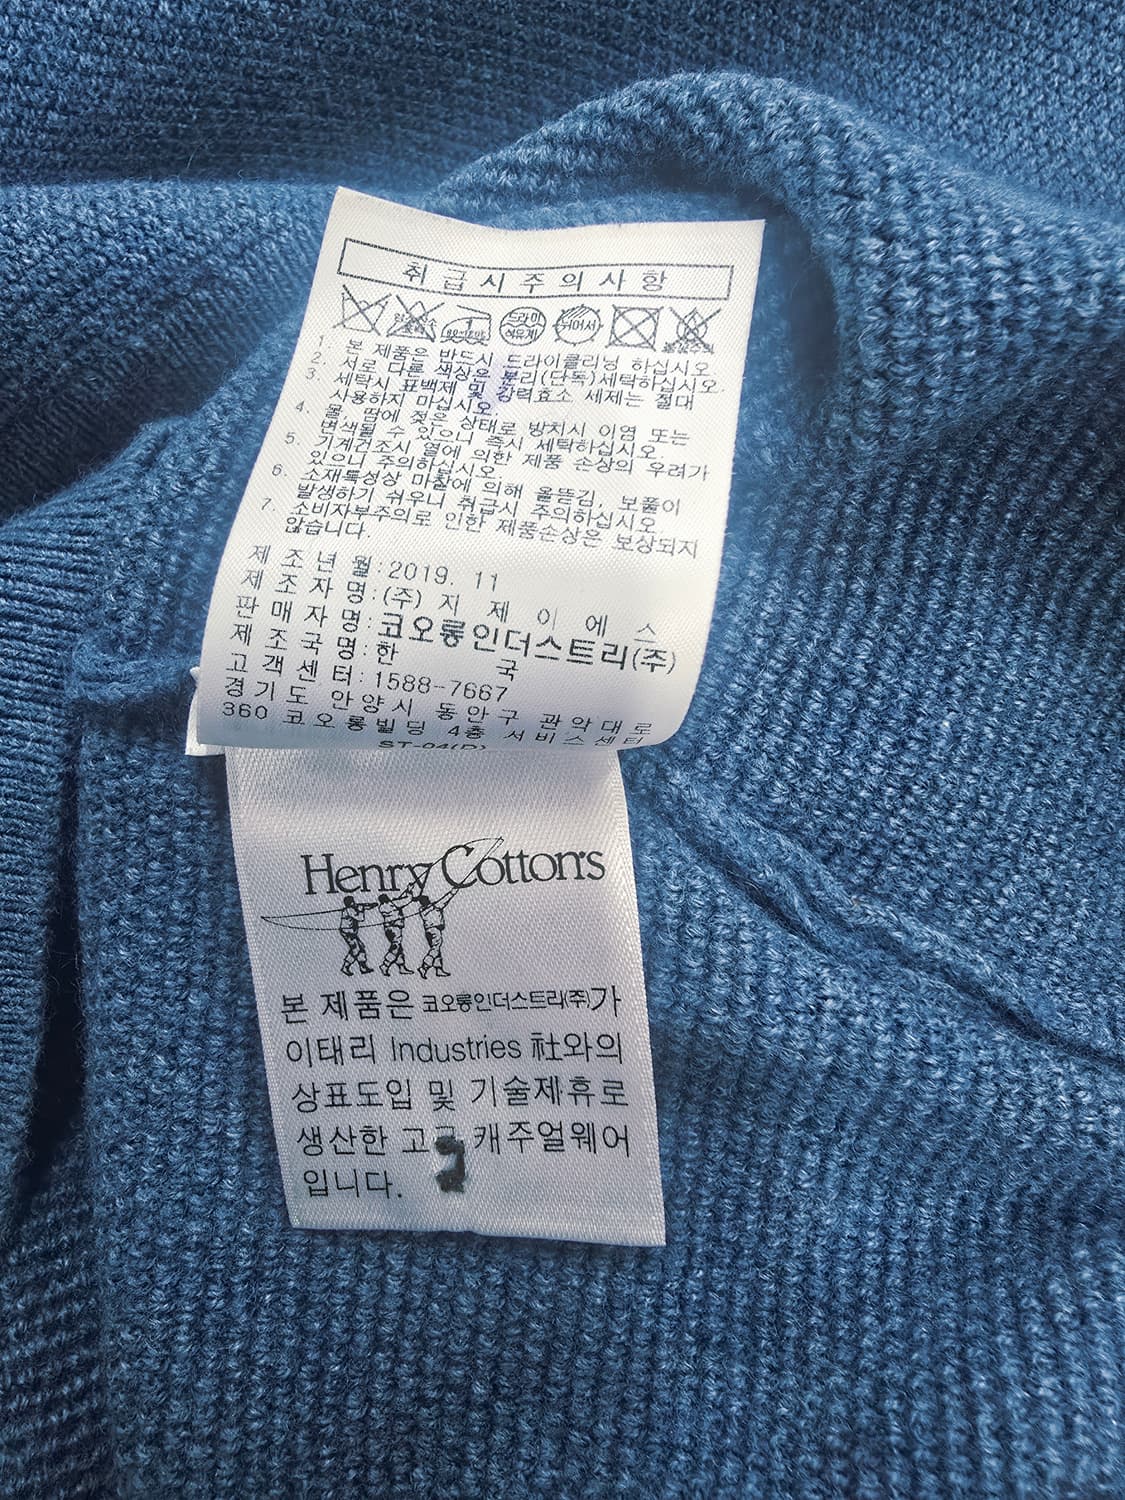 취급시주의사항
드라이
석유계
뉘어서
1. 본 제품은 반드시 드라이클리닝 하십시오.
2. 서로 다른 색상은 분리(단독)세탁하십시오.
3. 세탁시 표백제 및 강력효소 세제는 절대
사용하지 마십시오.
4. 물, 땀에 젖은 상태로 방치시 이염 또는
변색될 수 있으니 즉시 세탁하십시오.
5. 기계건조시 열에 의한 제품 손상의 우려가
있으니 주의하십시오.
6. 소재특성상 마찰에 의해 올뜯김, 보풀이
발생하기 쉬우니 취급시 주의하십시오.
7. 소비자부주의로 인한 제품손상은 보상되지
않습니다.
제조년월:2019. 11
제조자명:(주)지제이에스
판매자명:코오롱인더스트리(주)
제조국명:한국
고객센터:1588-7667
경기도 안양시 동안구 관악대로
360 코오롱빌딩 4층 서비스센터
ST-04(D)
Henry Cotton's
본 제품은 코오롱인더스트리(주)가
이태리 Industries 社와의
상표도입 및 기술제휴로
생산한 고급 캐주얼웨어
입니다.